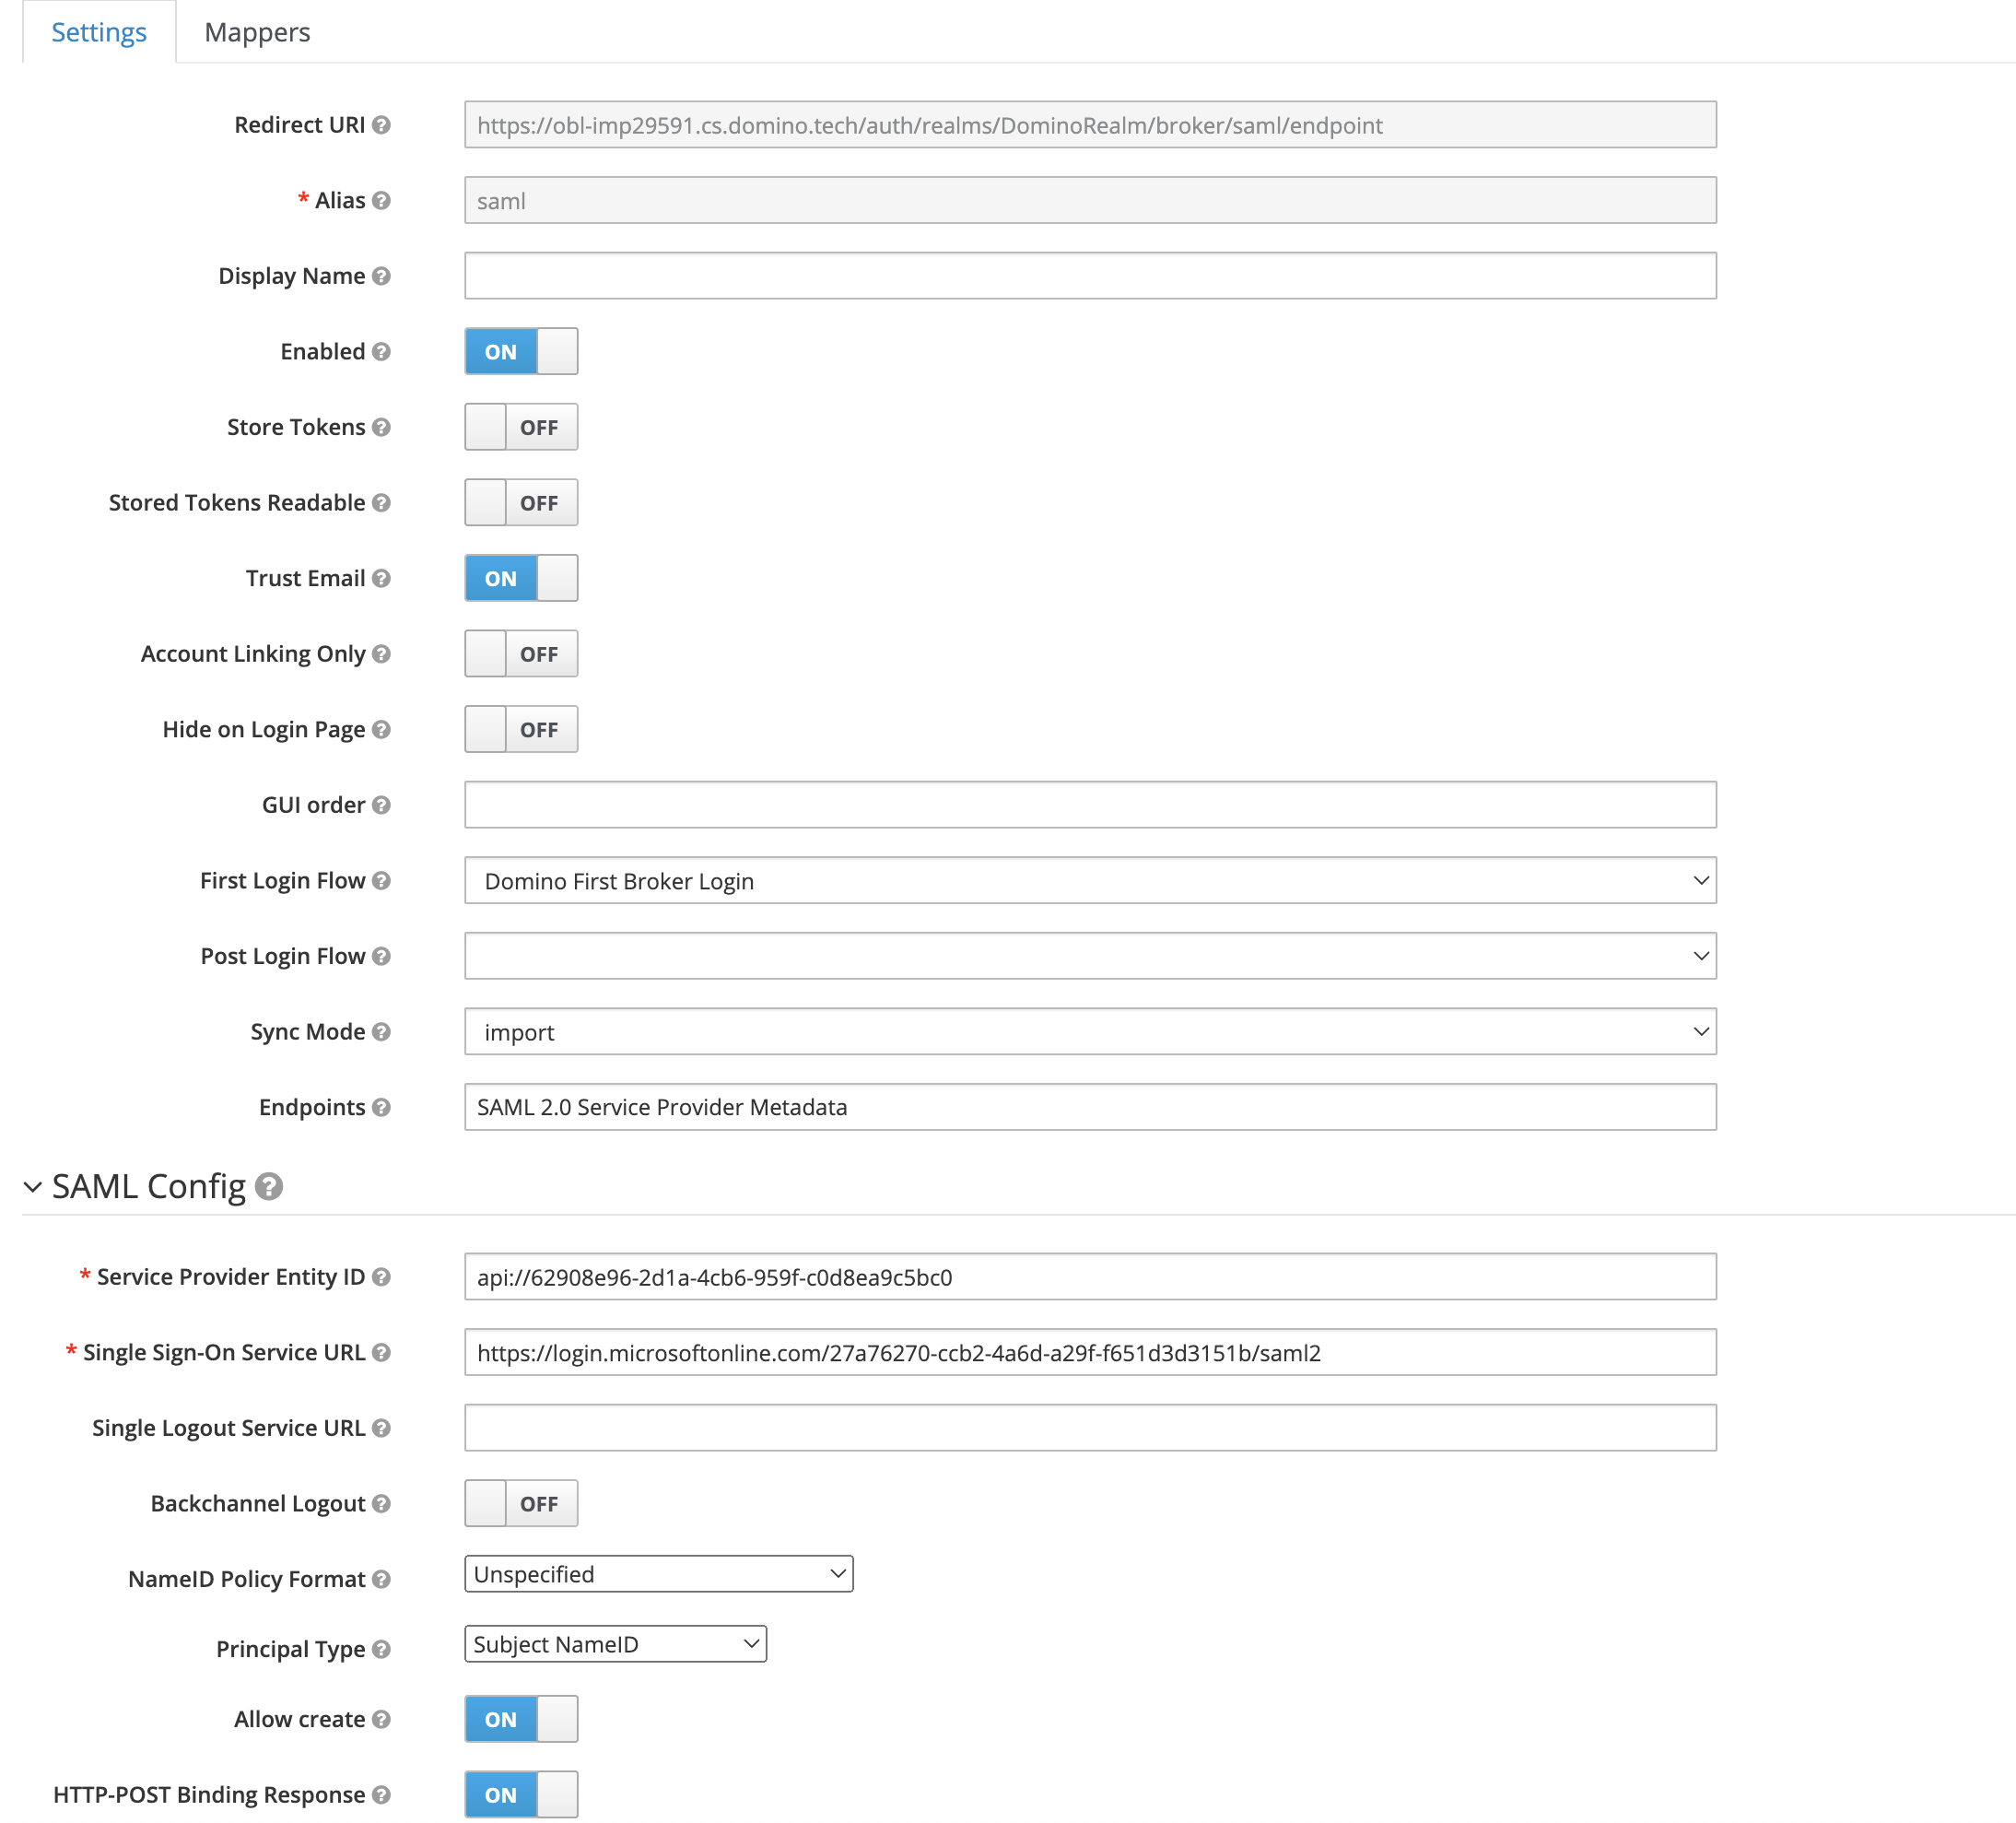 Settings Mappers
Redirect URI https://obl-imp29591.cs.domino.tech/auth/realms/DominoRealm/broker/saml/endpoint
* Alias saml
Display Name
Enabled ON
Store Tokens OFF
Stored Tokens Readable OFF
Trust Email ON
Account Linking Only OFF
Hide on Login Page OFF
GUI order
First Login Flow Domino First Broker Login
Post Login Flow
Sync Mode import
Endpoints SAML 2.0 Service Provider Metadata
SAML Config
* Service Provider Entity ID api://62908e96-2d1a-4cb6-959f-c0d8ea9c5bc0
* Single Sign-On Service URL https://login.microsoftonline.com/27a76270-ccb2-4a6d-a29f-f651d3d3151b/saml2
Single Logout Service URL
Backchannel Logout OFF
NameID Policy Format Unspecified
Principal Type Subject NameID
Allow create ON
HTTP-POST Binding Response ON